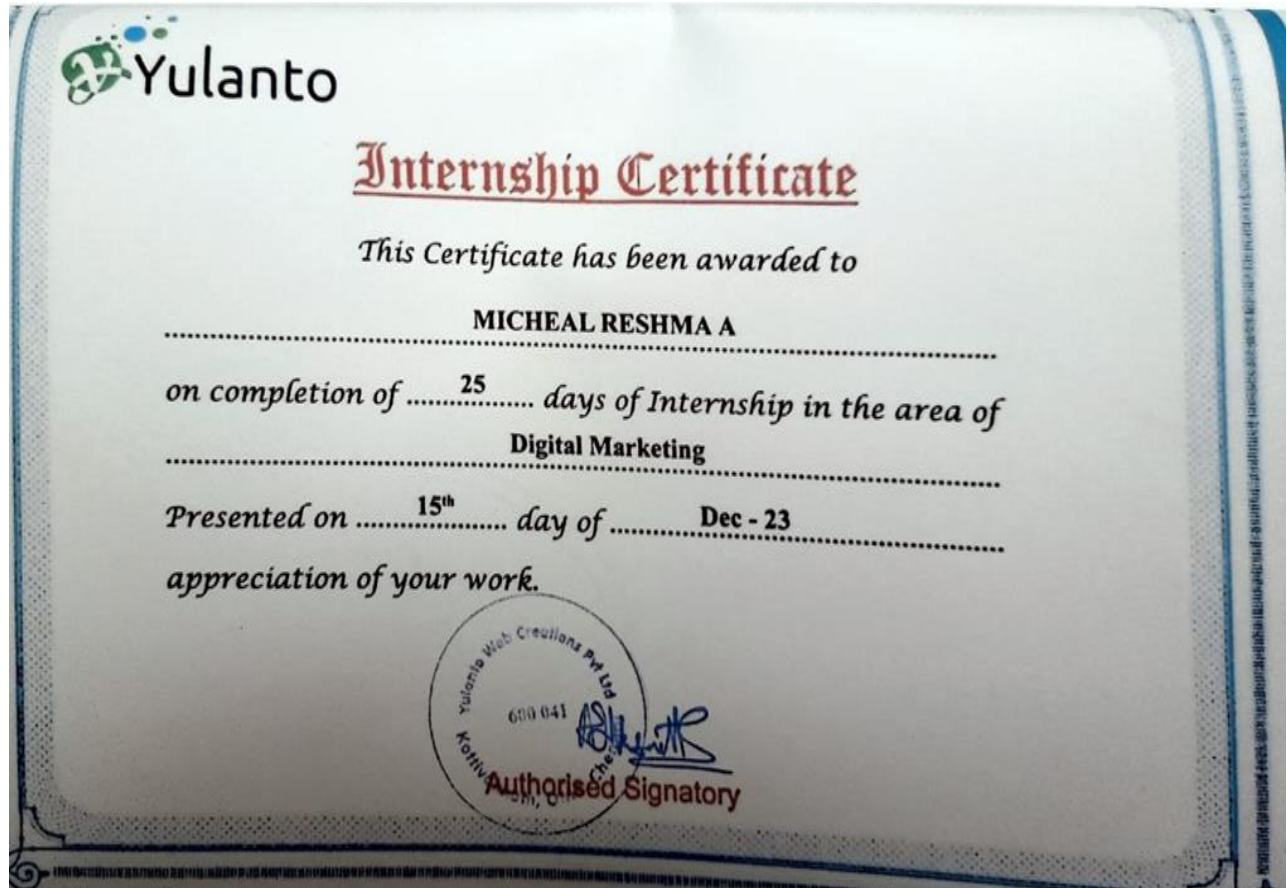 Yulanto
Internship Certificate
This Certificate has been awarded to
MICHEAL RESHMA A
on completion of ........25........ days of Internship in the area of
Digital Marketing
Presented on ........15th........ day of ........Dec - 23........
appreciation of your work.
Yulanto Web Creations Pvt Ltd
600 041
Authorised Signatory